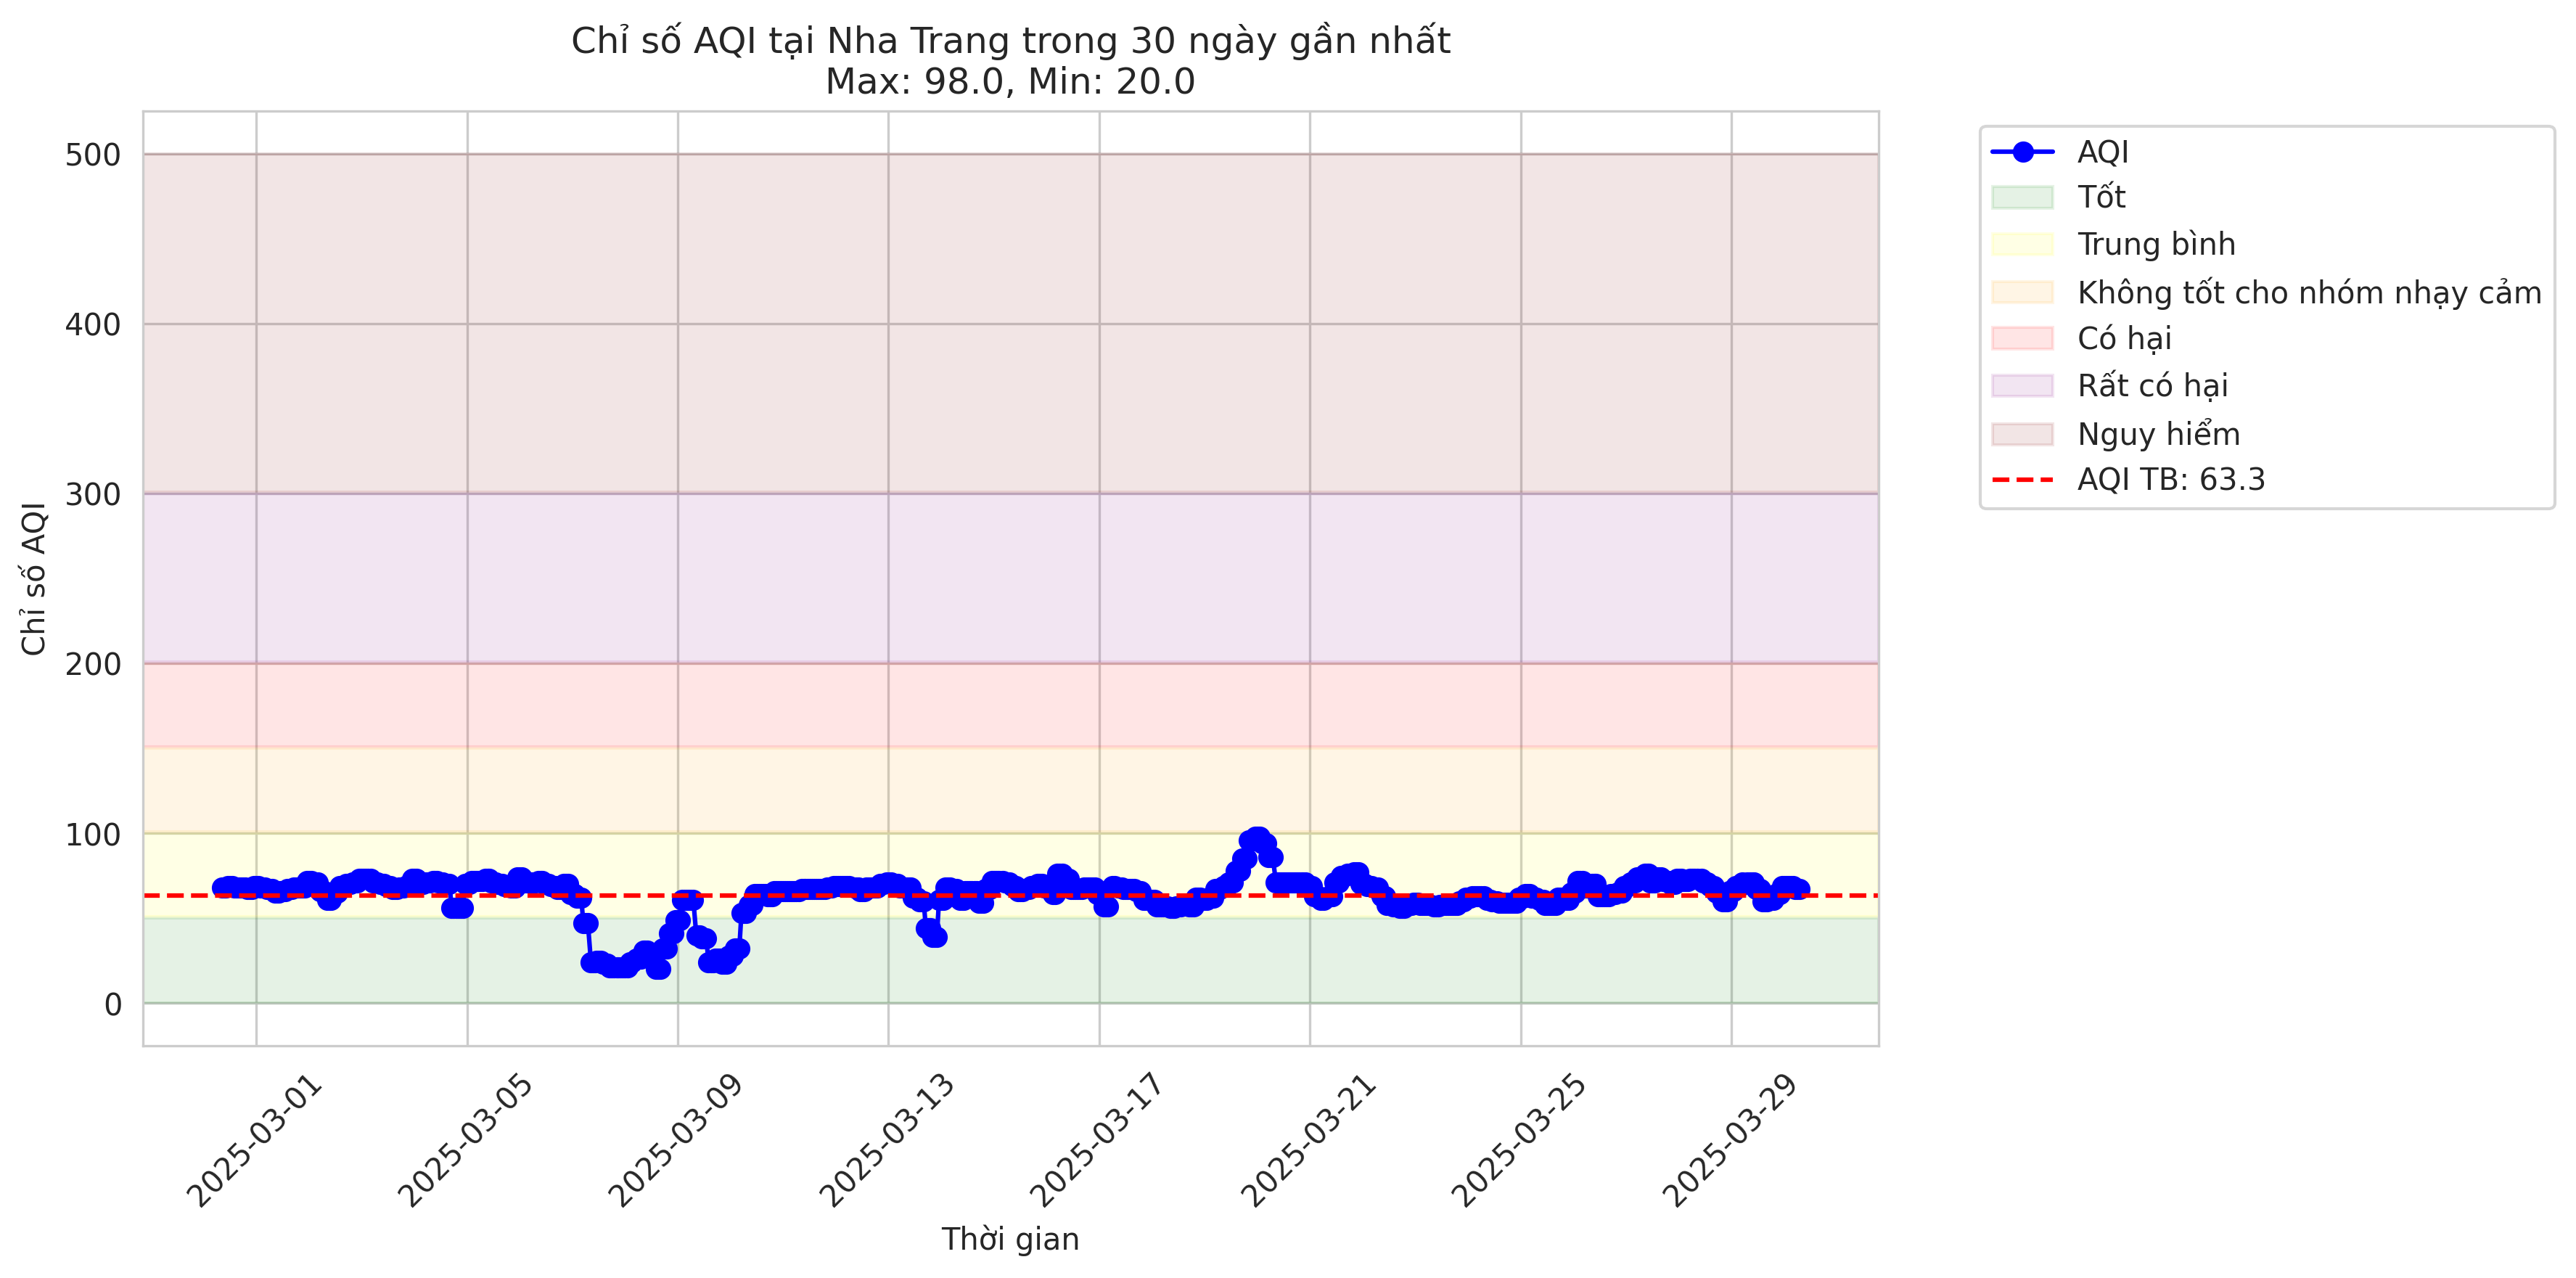 Chỉ số AQI tại Nha Trang trong 30 ngày gần nhất
Max: 98.0, Min: 20.0
Chỉ số AQI
500
400
300
200
100
0
2025-03-01
2025-03-05
2025-03-09
2025-03-13
2025-03-17
2025-03-21
2025-03-25
2025-03-29
Thời gian
AQI
Tốt
Trung bình
Không tốt cho nhóm nhạy cảm
Có hại
Rất có hại
Nguy hiểm
AQI TB: 63.3